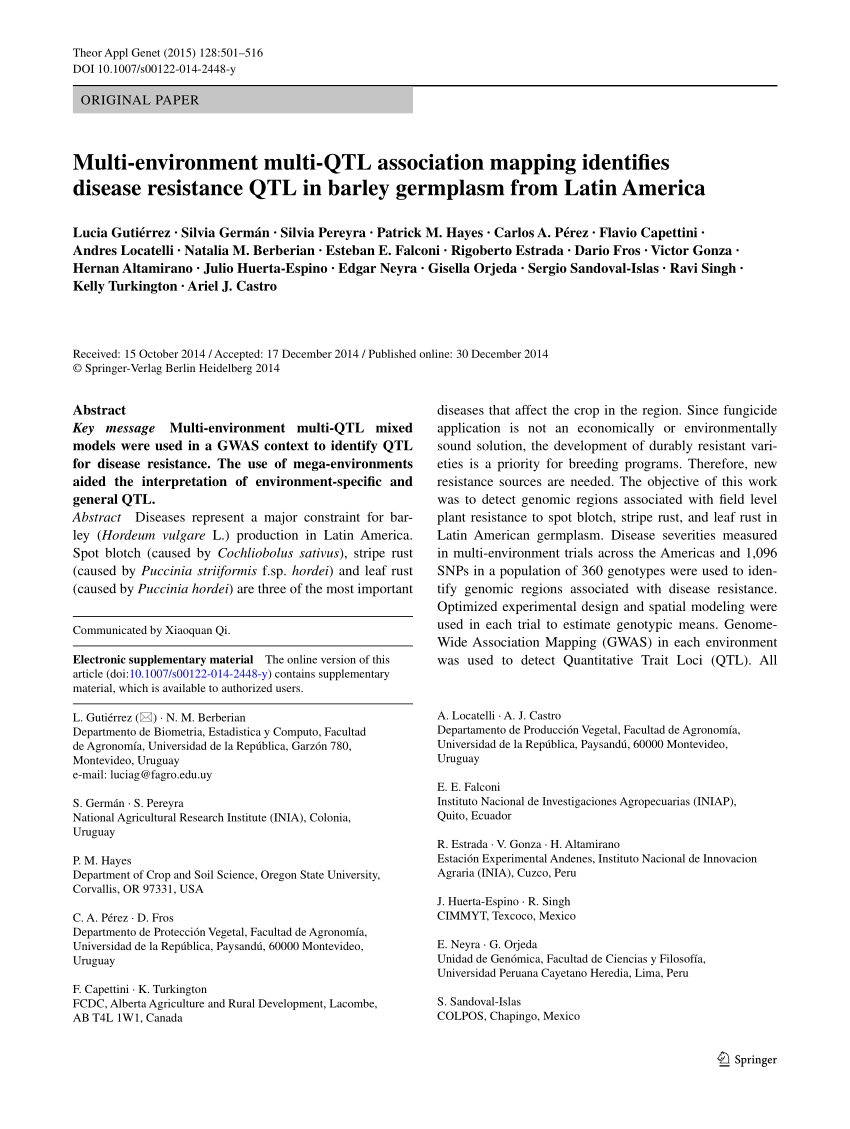 Theor Appl Genet (2015) 128:501–516
DOI 10.1007/s00122-014-2448-y
ORIGINAL PAPER
Multi-environment multi-QTL association mapping identifies
disease resistance QTL in barley germplasm from Latin America
Lucia Gutiérrez · Silvia Germán · Silvia Pereyra · Patrick M. Hayes · Carlos A. Pérez · Flavio Capettini ·
Andres Locatelli · Natalia M. Berberian · Esteban E. Falconi · Rigoberto Estrada · Dario Fros · Victor Gonza ·
Hernan Altamirano · Julio Huerta-Espino · Edgar Neyra · Gisella Orjeda · Sergio Sandoval-Islas · Ravi Singh ·
Kelly Turkington · Ariel J. Castro
Received: 15 October 2014 / Accepted: 17 December 2014 / Published online: 30 December 2014
© Springer-Verlag Berlin Heidelberg 2014
Abstract
Key message Multi-environment multi-QTL mixed
models were used in a GWAS context to identify QTL
for disease resistance. The use of mega-environments
aided the interpretation of environment-specific and
general QTL.
Abstract Diseases represent a major constraint for bar-
ley (Hordeum vulgare L.) production in Latin America.
Spot blotch (caused by Cochliobolus sativus), stripe rust
(caused by Puccinia striiformis f.sp. hordei) and leaf rust
(caused by Puccinia hordei) are three of the most important
diseases that affect the crop in the region. Since fungicide
application is not an economically or environmentally
sound solution, the development of durably resistant vari-
eties is a priority for breeding programs. Therefore, new
resistance sources are needed. The objective of this work
was to detect genomic regions associated with field level
plant resistance to spot blotch, stripe rust, and leaf rust in
Latin American germplasm. Disease severities measured
in multi-environment trials across the Americas and 1,096
SNPs in a population of 360 genotypes were used to iden-
tify genomic regions associated with disease resistance.
Optimized experimental design and spatial modeling were
used in each trial to estimate genotypic means. Genome-
Wide Association Mapping (GWAS) in each environment
was used to detect Quantitative Trait Loci (QTL). All
Communicated by Xiaoquan Qi.
Electronic supplementary material The online version of this
article (doi:10.1007/s00122-014-2448-y) contains supplementary
material, which is available to authorized users.
L. Gutiérrez (✉) · N. M. Berberian
Departmento de Biometria, Estadistica y Computo, Facultad
de Agronomía, Universidad de la República, Garzón 780,
Montevideo, Uruguay
e-mail: luciag@fagro.edu.uy
S. Germán · S. Pereyra
National Agricultural Research Institute (INIA), Colonia,
Uruguay
P. M. Hayes
Department of Crop and Soil Science, Oregon State University,
Corvallis, OR 97331, USA
C. A. Pérez · D. Fros
Departmento de Protección Vegetal, Facultad de Agronomía,
Universidad de la República, Paysandú, 60000 Montevideo,
Uruguay
F. Capettini · K. Turkington
FCDC, Alberta Agriculture and Rural Development, Lacombe,
AB T4L 1W1, Canada
A. Locatelli · A. J. Castro
Departamento de Producción Vegetal, Facultad de Agronomía,
Universidad de la República, Paysandú, 60000 Montevideo,
Uruguay
E. E. Falconi
Instituto Nacional de Investigaciones Agropecuarias (INIAP),
Quito, Ecuador
R. Estrada · V. Gonza · H. Altamirano
Estación Experimental Andenes, Instituto Nacional de Innovacion
Agraria (INIA), Cuzco, Peru
J. Huerta-Espino · R. Singh
CIMMYT, Texcoco, Mexico
E. Neyra · G. Orjeda
Unidad de Genómica, Facultad de Ciencias y Filosofía,
Universidad Peruana Cayetano Heredia, Lima, Peru
S. Sandoval-Islas
COLPOS, Chapingo, Mexico
Springer